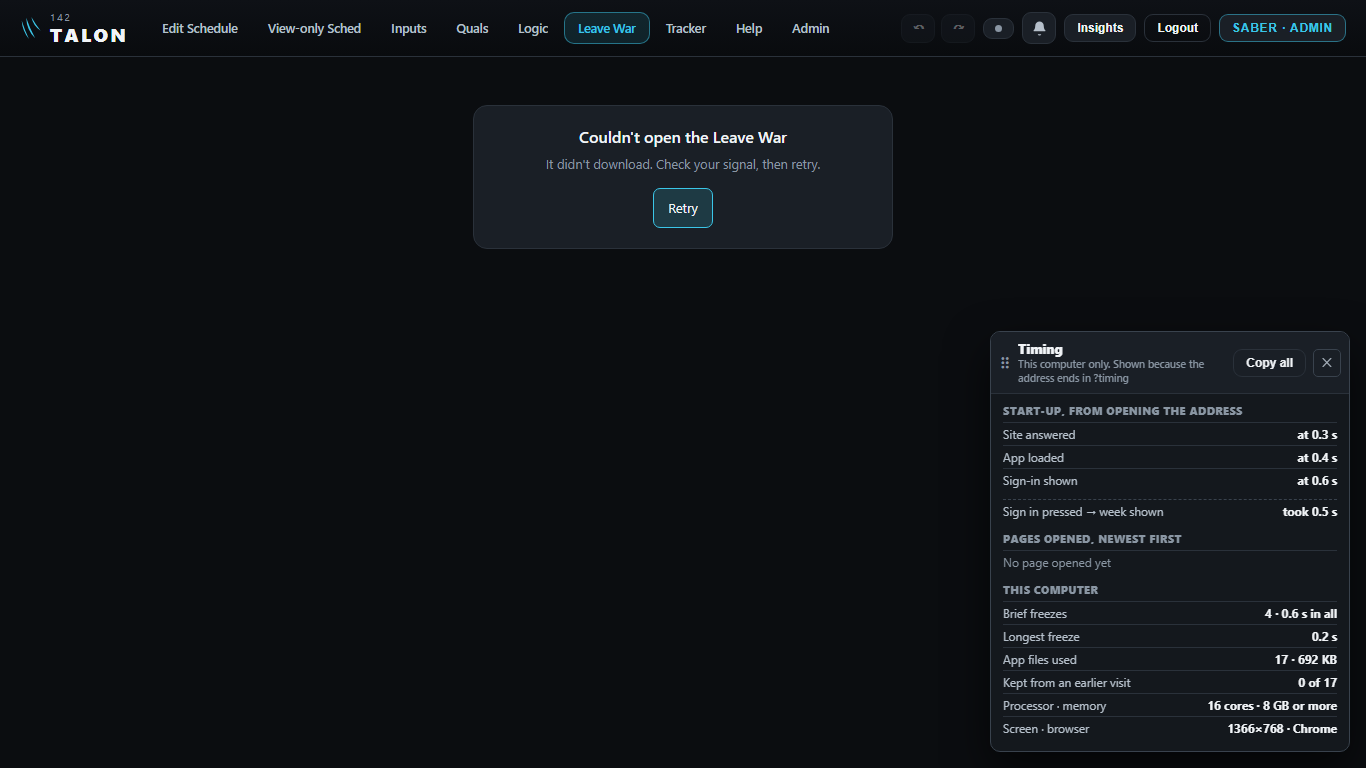 142
TALON
Edit Schedule
View-only Sched
Inputs
Quals
Logic
Leave War
Tracker
Help
Admin
Insights
Logout
SABER · ADMIN
Couldn't open the Leave War
It didn't download. Check your signal, then retry.
Retry
Timing
This computer only. Shown because the
address ends in ?timing
Copy all
START-UP, FROM OPENING THE ADDRESS
Site answered at 0.3 s
App loaded at 0.4 s
Sign-in shown at 0.6 s
Sign in pressed → week shown took 0.5 s
PAGES OPENED, NEWEST FIRST
No page opened yet
THIS COMPUTER
Brief freezes 4 · 0.6 s in all
Longest freeze 0.2 s
App files used 17 · 692 KB
Kept from an earlier visit 0 of 17
Processor · memory 16 cores · 8 GB or more
Screen · browser 1366×768 · Chrome